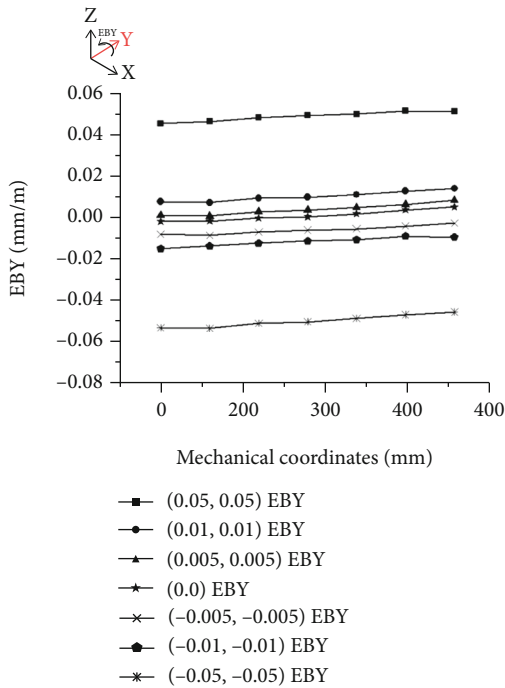 Z
EBY
Y
X
0.06
0.04
0.02
0.00
–0.02
–0.04
–0.06
–0.08
EBY (mm/m)
0 200 300 400 400
Mechanical coordinates (mm)
(0.05, 0.05) EBY
(0.01, 0.01) EBY
(0.005, 0.005) EBY
(0.0) EBY
(–0.005, –0.005) EBY
(–0.01, –0.01) EBY
(–0.05, –0.05) EBY